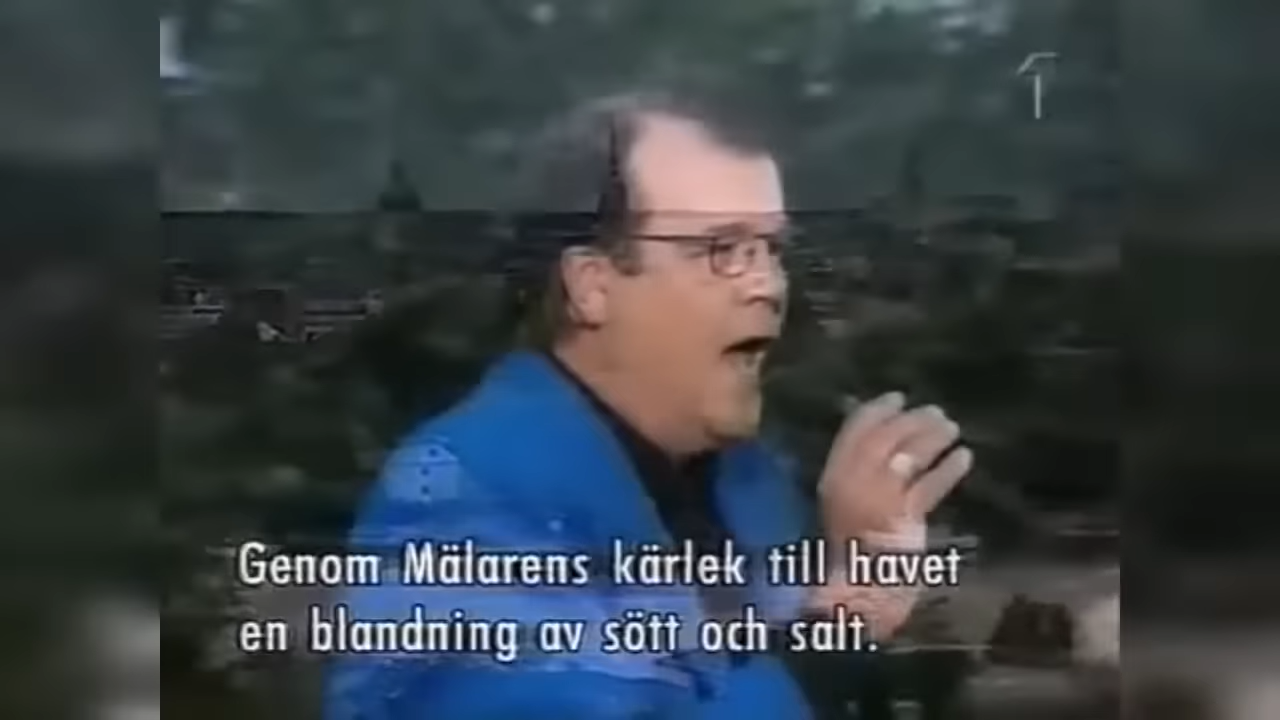 Genom Mälarens kärlek till havet
en blandning av sött och salt.